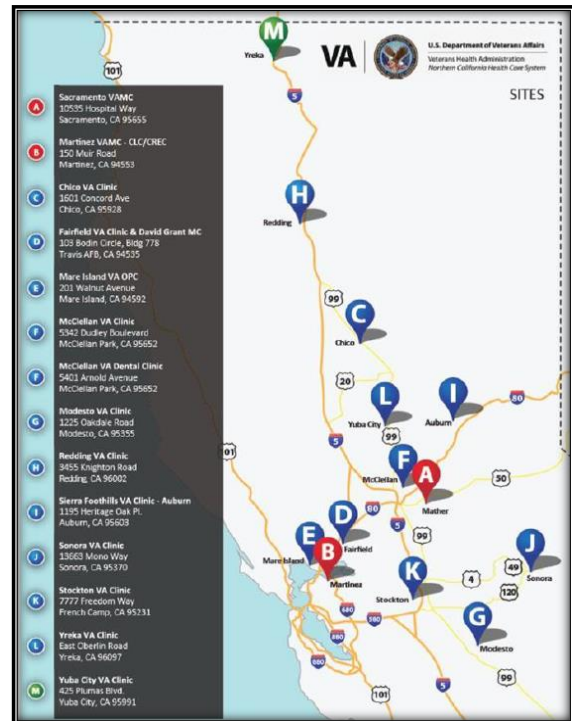 M
Yreka
101
5
VA
U.S. Department of Veterans Affairs
Veterans Health Administration
Northern California Health Care System
SITES
A
Sacramento VAMC
10535 Hospital Way
Sacramento, CA 95655
B
Martinez VAMC - CLC/CREC
150 Muir Road
Martinez, CA 94553
C
Chico VA Clinic
1601 Concord Ave
Chico, CA 95928
D
Fairfield VA Clinic & David Grant MC
103 Bodin Circle, Bldg 778
Travis AFB, CA 94535
E
Mare Island VA OPC
201 Walnut Avenue
Mare Island, CA 94592
F
McClellan VA Clinic
5342 Dudley Boulevard
McClellan Park, CA 95652
F
McClellan VA Dental Clinic
5401 Arnold Avenue
McClellan Park, CA 95652
G
Modesto VA Clinic
1225 Oakdale Road
Modesto, CA 95355
H
Redding VA Clinic
3455 Knighton Road
Redding, CA 96002
I
Sierra Foothills VA Clinic - Auburn
1195 Heritage Oak Pl.
Auburn, CA 95603
J
Sonora VA Clinic
13663 Mono Way
Sonora, CA 95370
K
Stockton VA Clinic
7777 Freedom Way
French Camp, CA 95231
L
Yreka VA Clinic
East Oberlin Road
Yreka, CA 96097
M
Yuba City VA Clinic
425 Plumas Blvd.
Yuba City, CA 95991
H
Redding
99
C
Chico
20
L
Yuba City
99
I
Auburn
80
101
5
F
McClellan
A
Mather
50
80
5
99
D
Fairfield
E
Mare Island
B
Martinez
K
Stockton
4
49
J
Sonora
120
G
Modesto
680
580
880
880
5
99
101